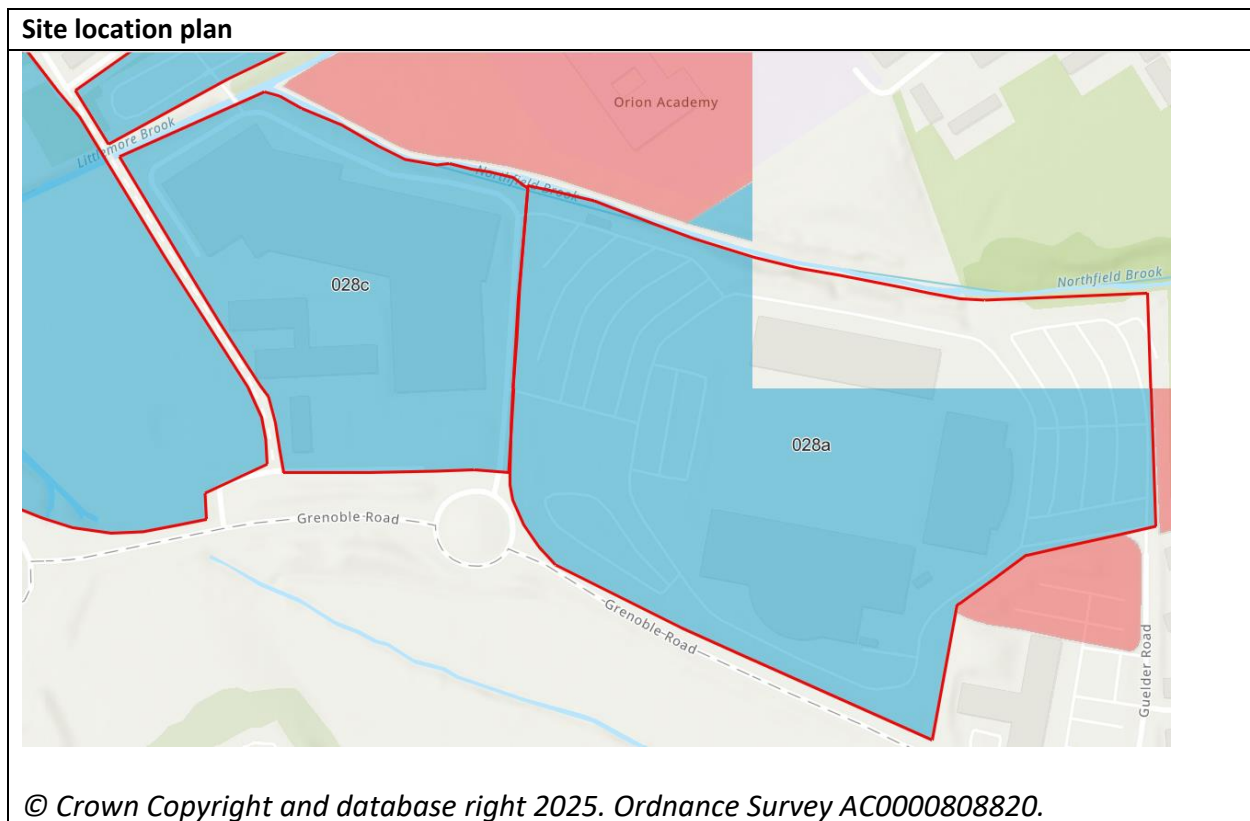 Site location plan
Orion Academy
Littlemore Brook
Northfield Brook
Northfield Brook
028c
028a
Grenoble Road
Grenoble Road
Guelder Road
© Crown Copyright and database right 2025. Ordnance Survey AC0000808820.